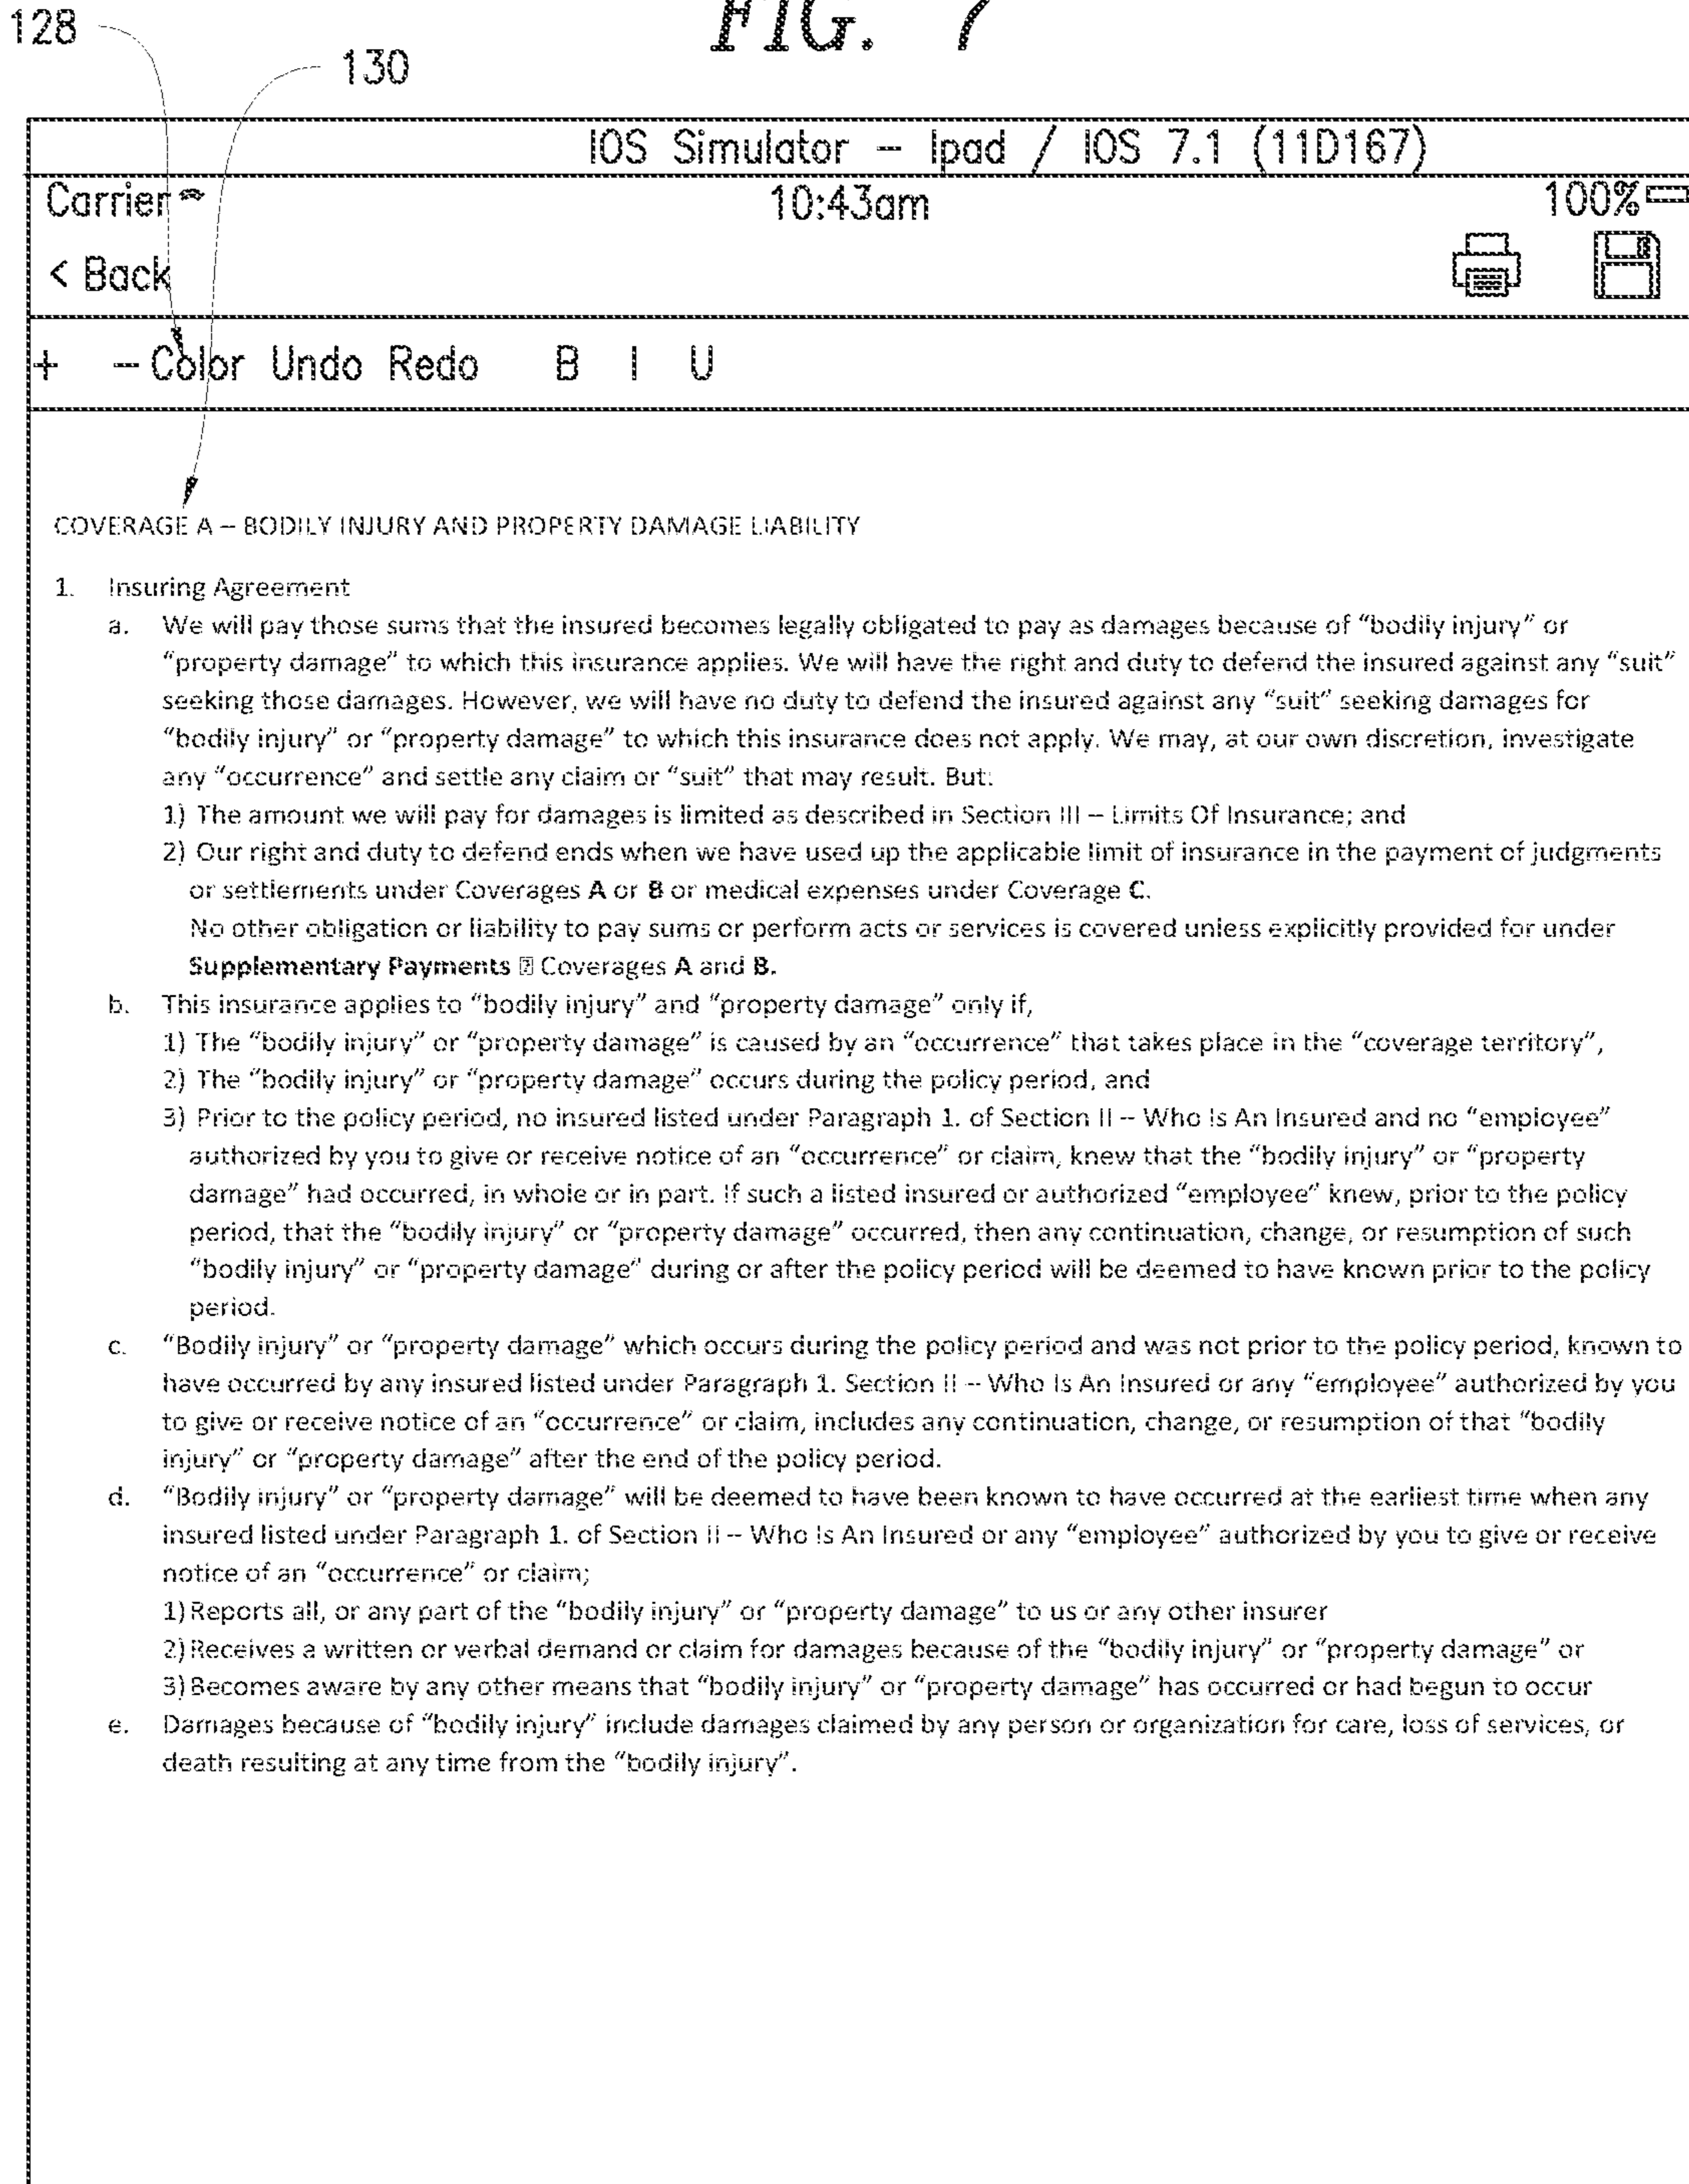 FIG. 7
128
130
IOS Simulator – Ipad / IOS 7.1 (11D167)
Carrier 10:43am 100%
< Back
+ – Color Undo Redo B I U
COVERAGE A – BODILY INJURY AND PROPERTY DAMAGE LIABILITY
1. Insuring Agreement
a. We will pay those sums that the insured becomes legally obligated to pay as damages because of “bodily injury” or
“property damage” to which this insurance applies. We will have the right and duty to defend the insured against any “suit”
seeking those damages. However, we will have no duty to defend the insured against any “suit” seeking damages for
“bodily injury” or “property damage” to which this insurance does not apply. We may, at our own discretion, investigate
any “occurrence” and settle any claim or “suit” that may result. But:
1) The amount we will pay for damages is limited as described in Section III – Limits Of Insurance; and
2) Our right and duty to defend ends when we have used up the applicable limit of insurance in the payment of judgments
or settlements under Coverages A or B or medical expenses under Coverage C.
No other obligation or liability to pay sums or perform acts or services is covered unless explicitly provided for under
Supplementary Payments ⍰ Coverages A and B.
b. This insurance applies to “bodily injury” and “property damage” only if,
1) The “bodily injury” or “property damage” is caused by an “occurrence” that takes place in the “coverage territory”,
2) The “bodily injury” or “property damage” occurs during the policy period, and
3) Prior to the policy period, no insured listed under Paragraph 1. of Section II – Who Is An Insured and no “employee”
authorized by you to give or receive notice of an “occurrence” or claim, knew that the “bodily injury” or “property
damage” had occurred, in whole or in part. If such a listed insured or authorized “employee” knew, prior to the policy
period, that the “bodily injury” or “property damage” occurred, then any continuation, change, or resumption of such
“bodily injury” or “property damage” during or after the policy period will be deemed to have known prior to the policy
period.
c. “Bodily injury” or “property damage” which occurs during the policy period and was not prior to the policy period, known to
have occurred by any insured listed under Paragraph 1. Section II – Who Is An Insured or any “employee” authorized by you
to give or receive notice of an “occurrence” or claim, includes any continuation, change, or resumption of that “bodily
injury” or “property damage” after the end of the policy period.
d. “Bodily injury” or “property damage” will be deemed to have been known to have occurred at the earliest time when any
insured listed under Paragraph 1. of Section II – Who Is An Insured or any “employee” authorized by you to give or receive
notice of an “occurrence” or claim;
1) Reports all, or any part of the “bodily injury” or “property damage” to us or any other insurer
2) Receives a written or verbal demand or claim for damages because of the “bodily injury” or “property damage” or
3) Becomes aware by any other means that “bodily injury” or “property damage” has occurred or had begun to occur
e. Damages because of “bodily injury” include damages claimed by any person or organization for care, loss of services, or
death resulting at any time from the “bodily injury”.